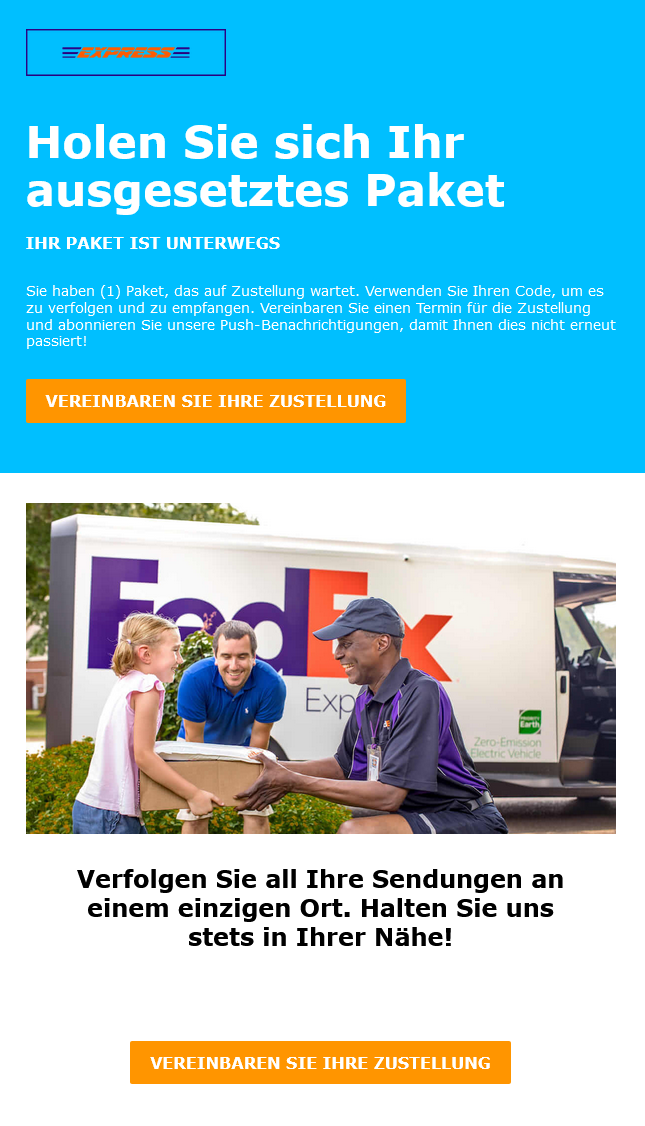 EXPRESS
Holen Sie sich Ihr
ausgesetztes Paket
IHR PAKET IST UNTERWEGS
Sie haben (1) Paket, das auf Zustellung wartet. Verwenden Sie Ihren Code, um es
zu verfolgen und zu empfangen. Vereinbaren Sie einen Termin für die Zustellung
und abonnieren Sie unsere Push-Benachrichtigungen, damit Ihnen dies nicht erneut
passiert!
VEREINBAREN SIE IHRE ZUSTELLUNG
FedEx
Exp
Earth
Zero-Emission
Electric Vehicle
Verfolgen Sie all Ihre Sendungen an
einem einzigen Ort. Halten Sie uns
stets in Ihrer Nähe!
VEREINBAREN SIE IHRE ZUSTELLUNG